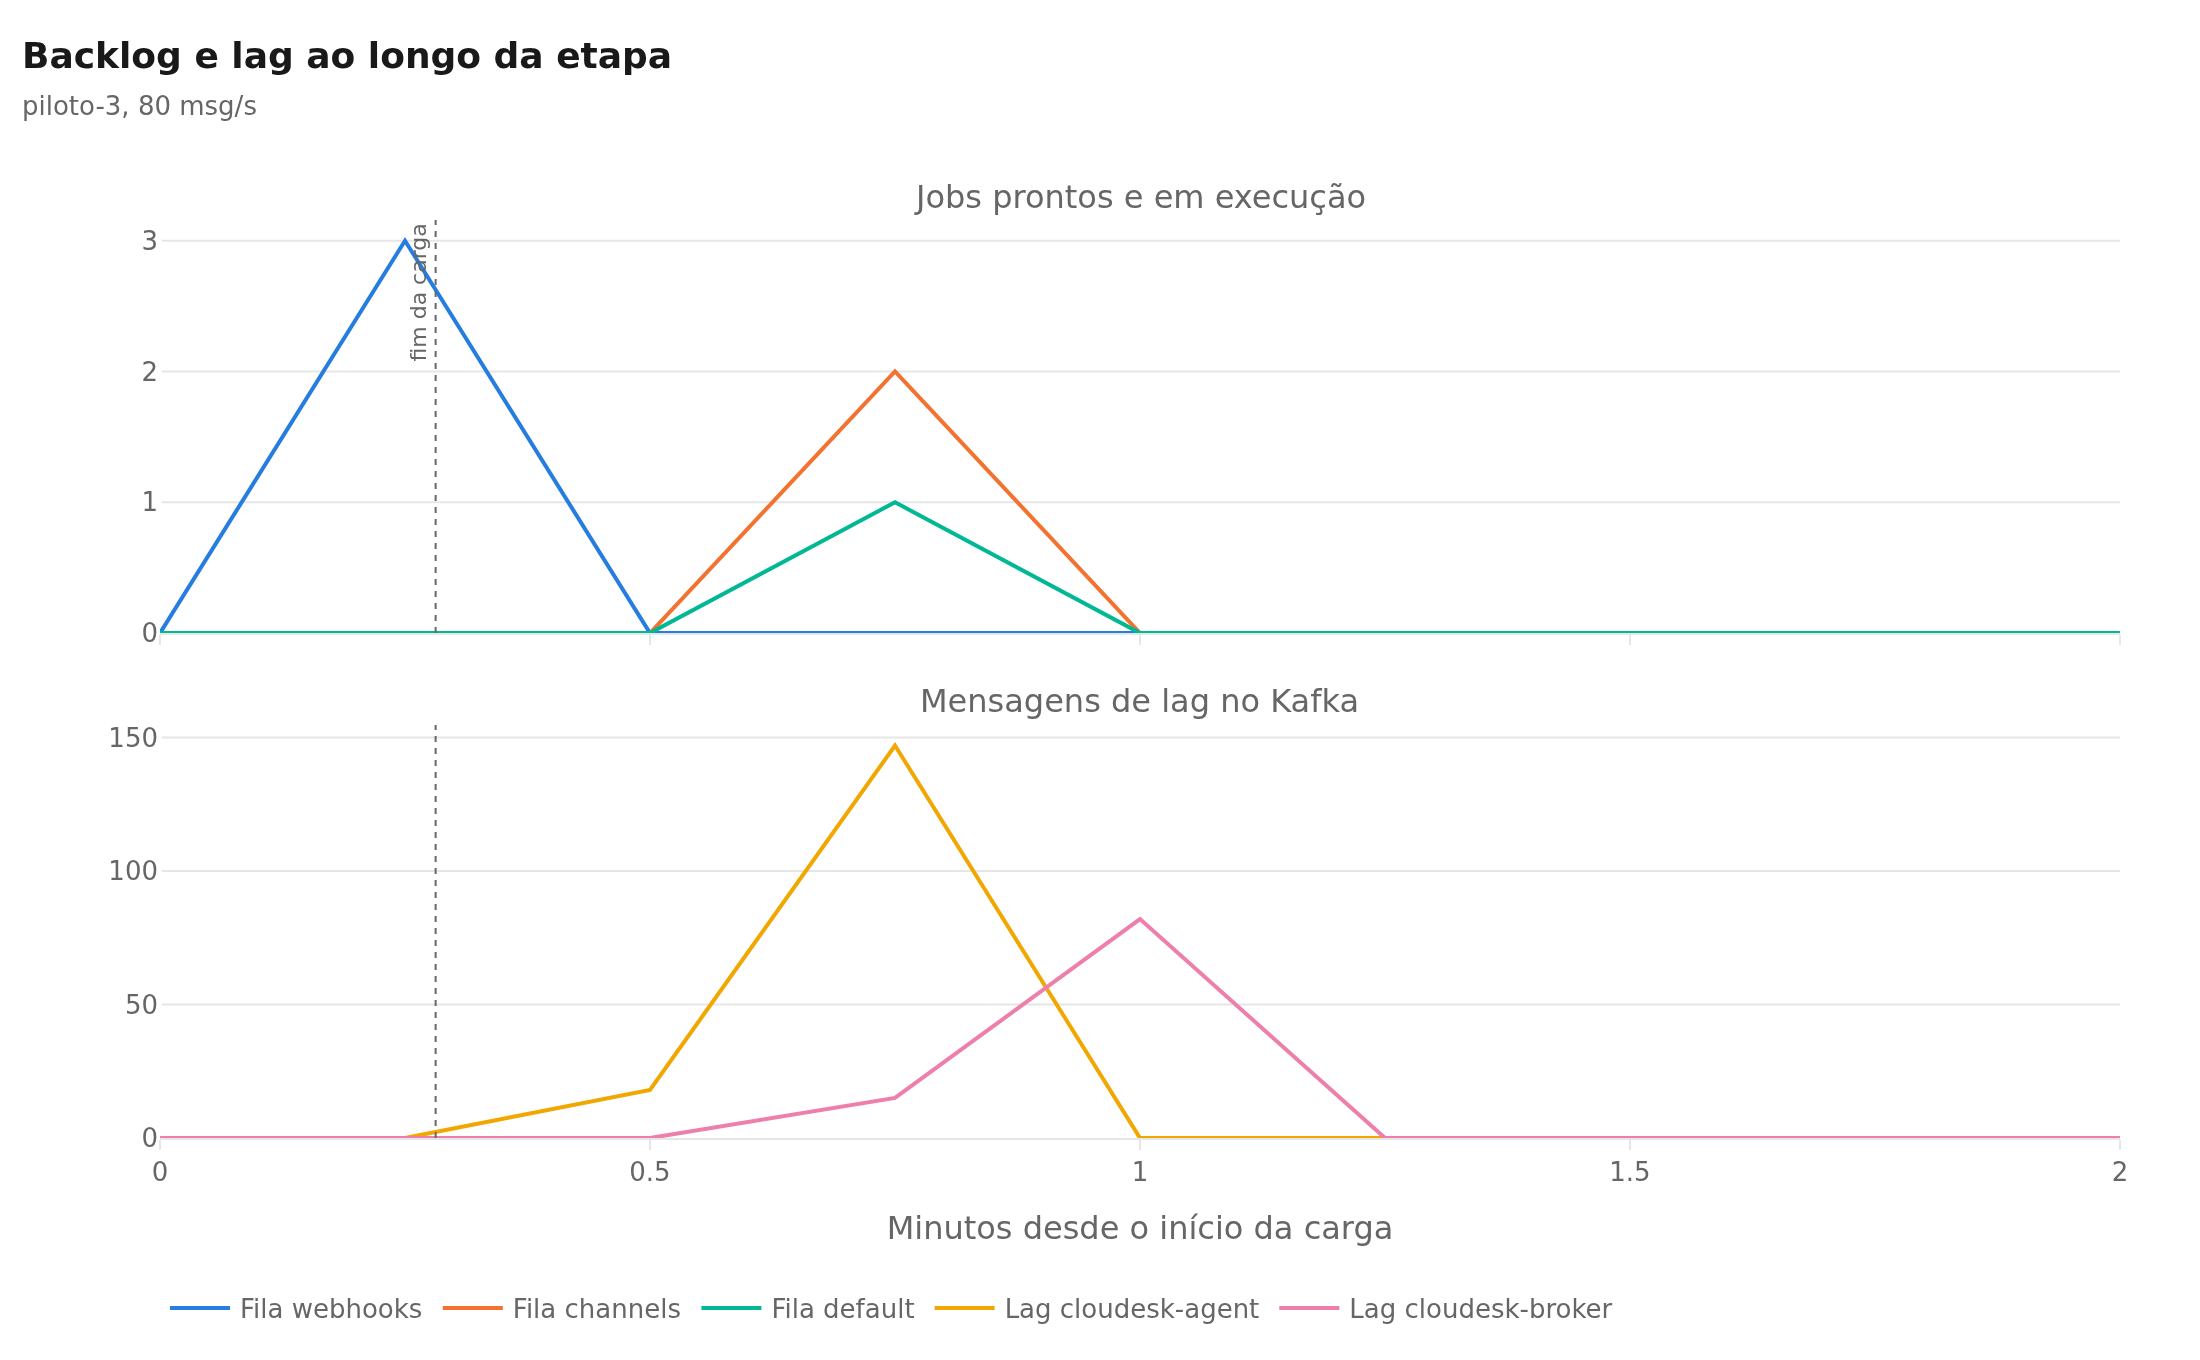 Backlog e lag ao longo da etapa
piloto-3, 80 msg/s
Jobs prontos e em execução
3
2
1
0
fim da carga
Mensagens de lag no Kafka
150
100
50
0
0 0.5 1 1.5 2
Minutos desde o início da carga
Fila webhooks Fila channels Fila default Lag cloudesk-agent Lag cloudesk-broker